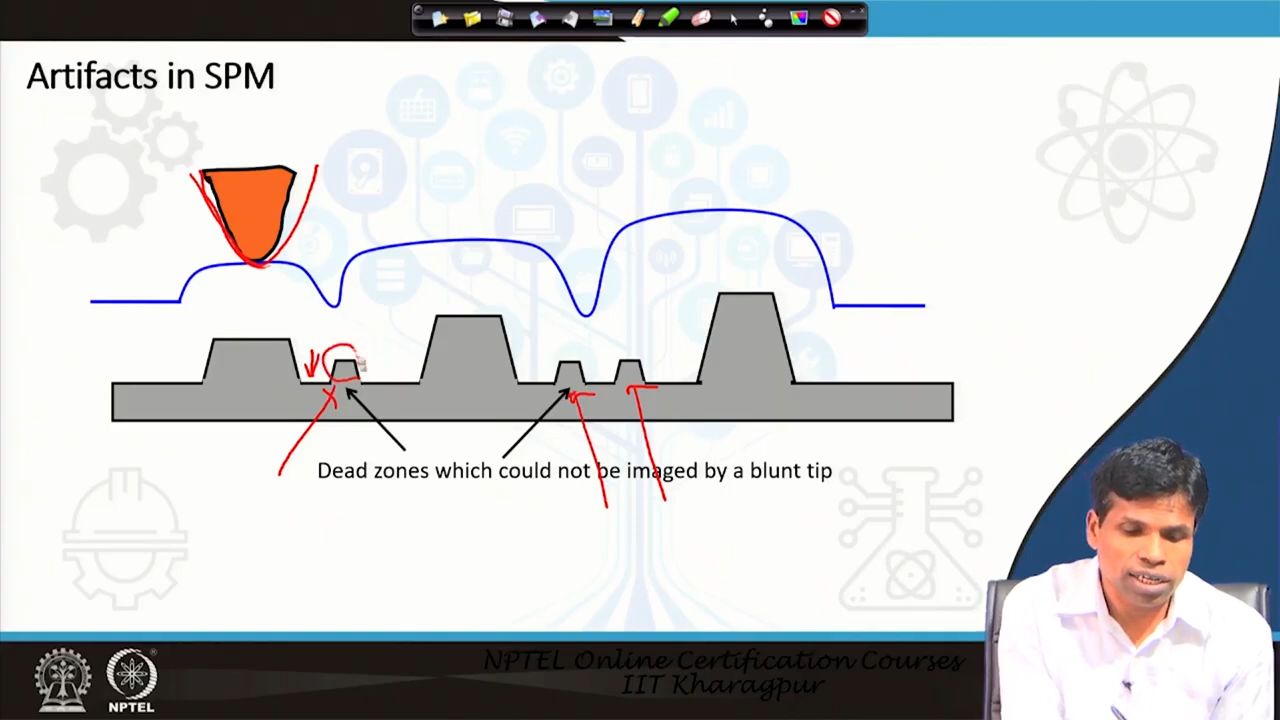 Artifacts in SPM
Dead zones which could not be imaged by a blunt tip
NPTEL Online Certification Courses
IIT Kharagpur
NPTEL